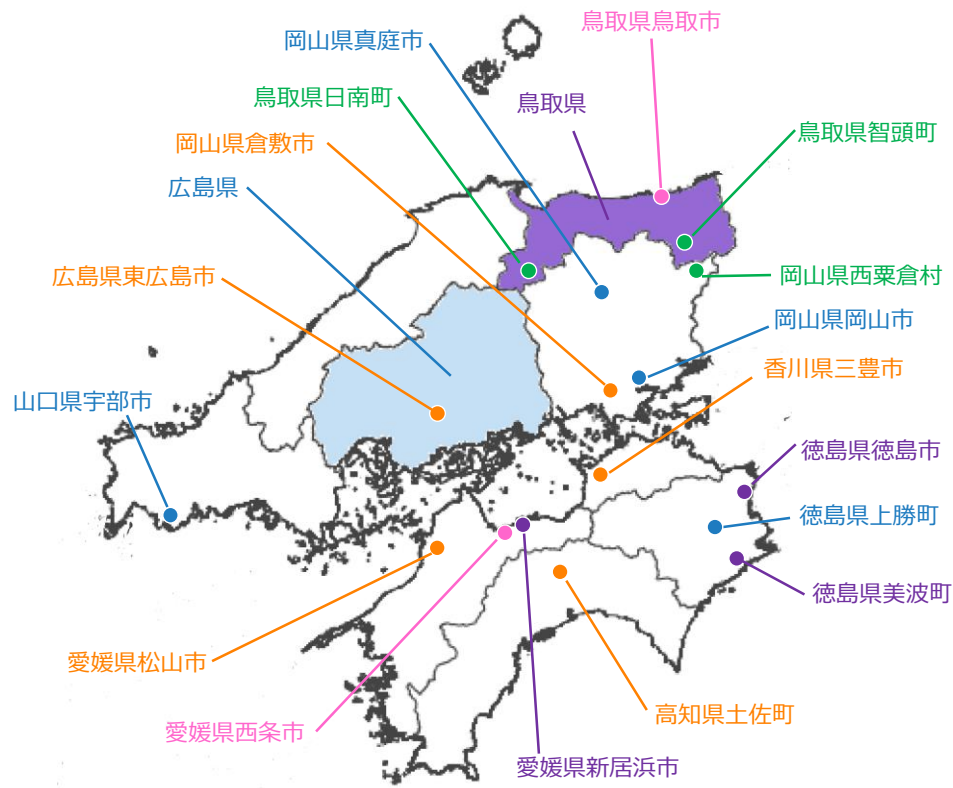 鳥取県鳥取市
岡山県真庭市
鳥取県日南町
鳥取県
鳥取県智頭町
岡山県倉敷市
広島県
広島県東広島市
岡山県西粟倉村
岡山県岡山市
香川県三豊市
山口県宇部市
徳島県徳島市
徳島県上勝町
徳島県美波町
愛媛県松山市
高知県土佐町
愛媛県西条市
愛媛県新居浜市